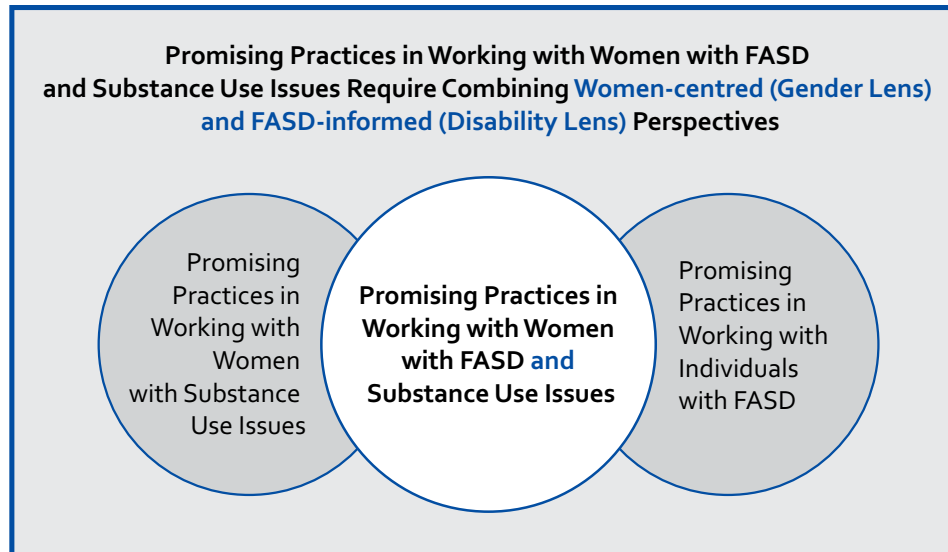 Promising Practices in Working with Women with FASD
and Substance Use Issues Require Combining Women-centred (Gender Lens)
and FASD-informed (Disability Lens) Perspectives
Promising
Practices in
Working with
Women
with Substance
Use Issues
Promising Practices in
Working with Women
with FASD and
Substance Use Issues
Promising
Practices in
Working with
Individuals
with FASD